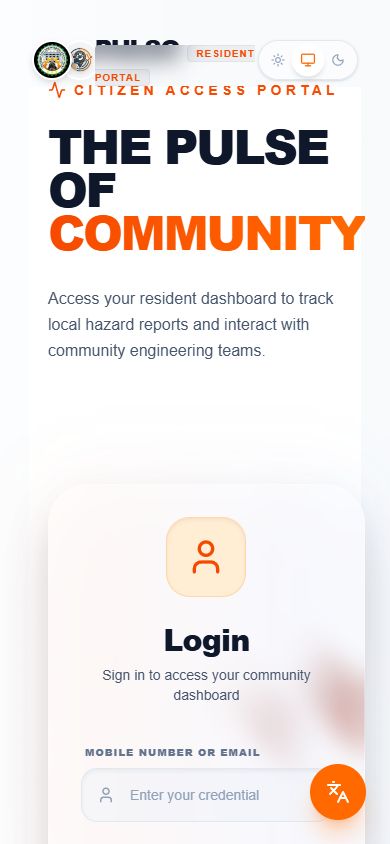 PULSO RESIDENT
PORTAL
CITIZEN ACCESS PORTAL
THE PULSE
OF
COMMUNITY
Access your resident dashboard to track
local hazard reports and interact with
community engineering teams.
Login
Sign in to access your community
dashboard
MOBILE NUMBER OR EMAIL
Enter your credential